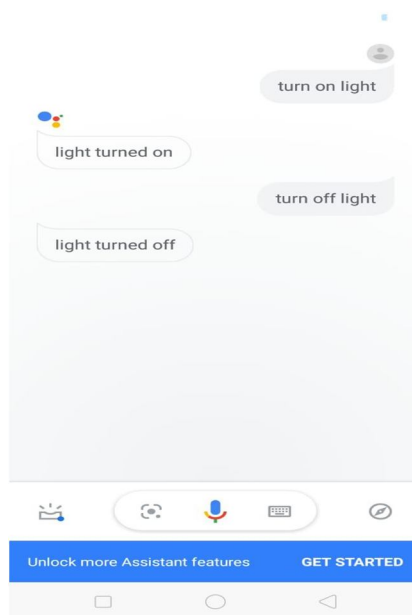 turn on light
light turned on
turn off light
light turned off
Unlock more Assistant features GET STARTED